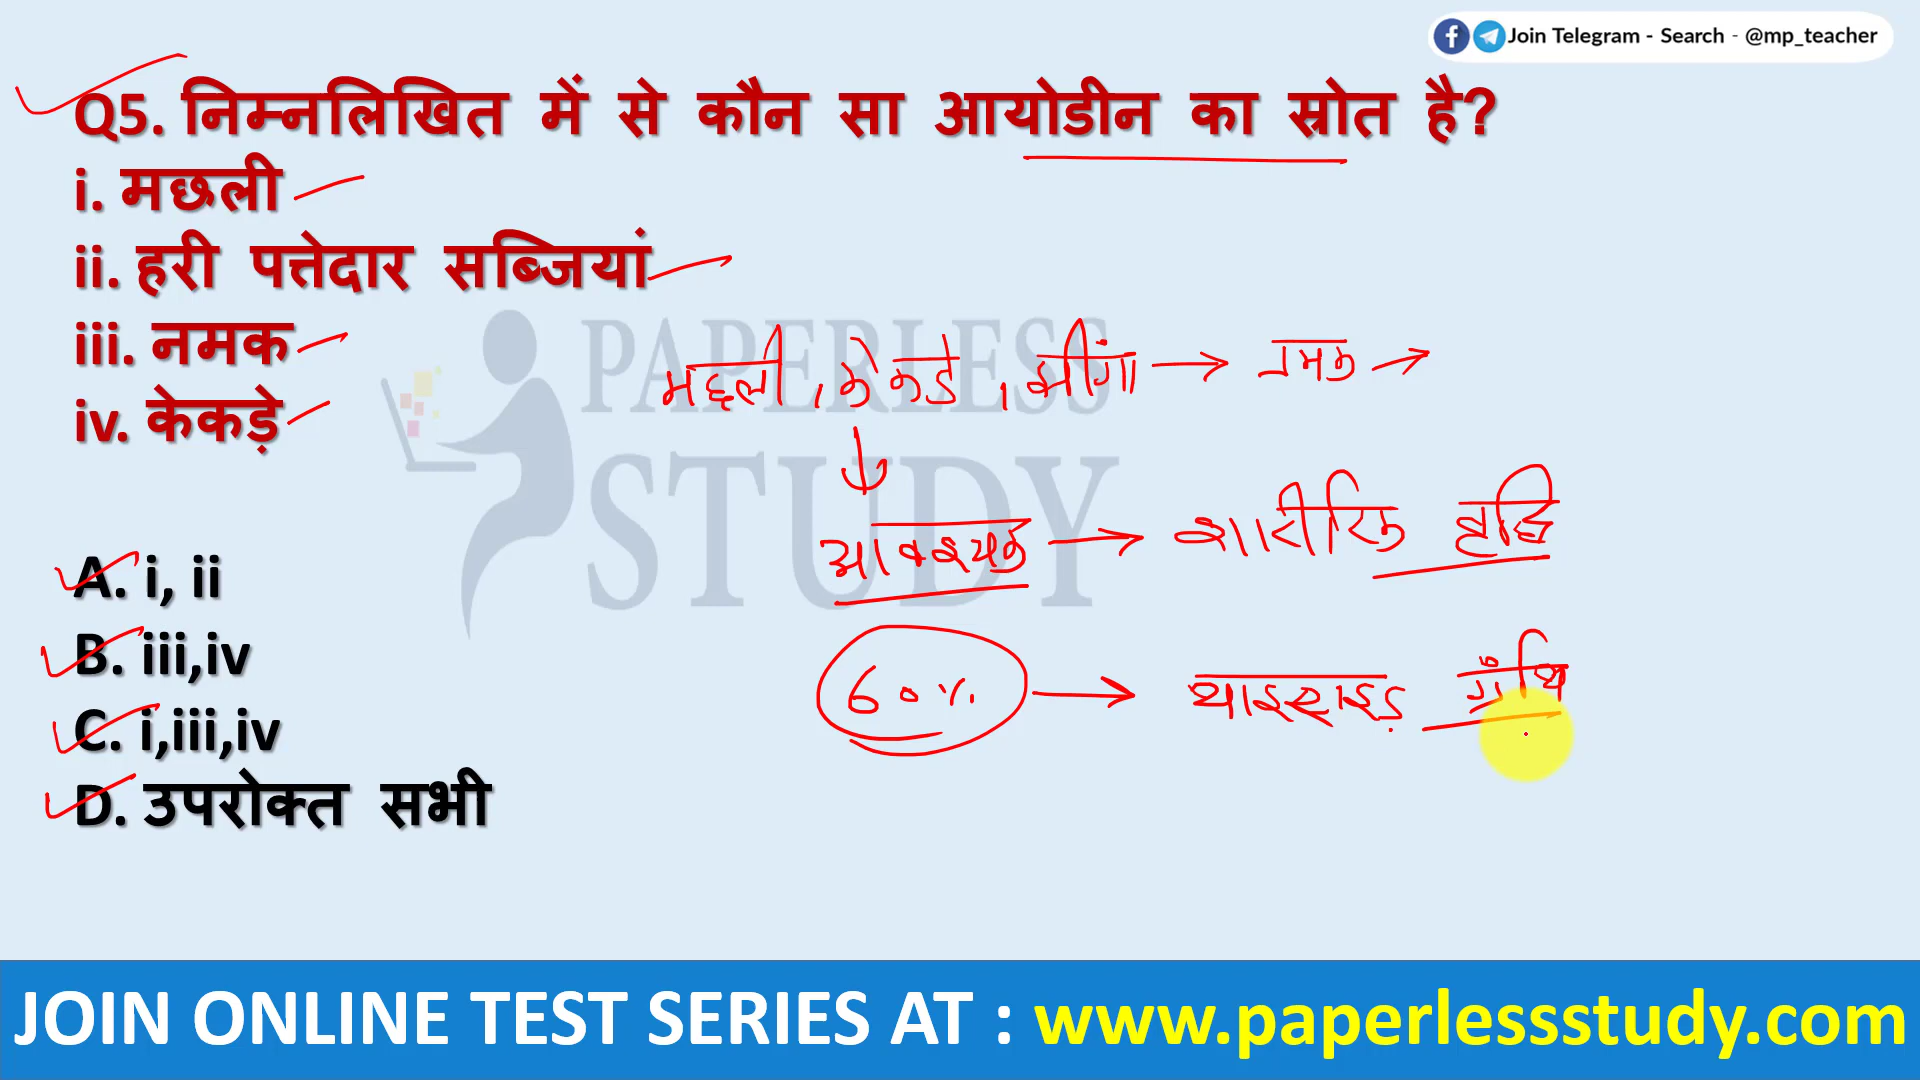 Join Telegram - Search - @mp_teacher
Q5. निम्नलिखित में से कौन सा आयोडीन का स्रोत है?
i. मछली
ii. हरी पत्तेदार सब्जियां
iii. नमक
iv. केकड़े
PAPERLESS
STUDY
मछली, केकडे, झींगा → नमक →
आवश्यक → शारीरिक वृद्धि
60% → थाइराइड ग्रंथि
A. i, ii
B. iii,iv
C. i,iii,iv
D. उपरोक्त सभी
JOIN ONLINE TEST SERIES AT : www.paperlessstudy.com